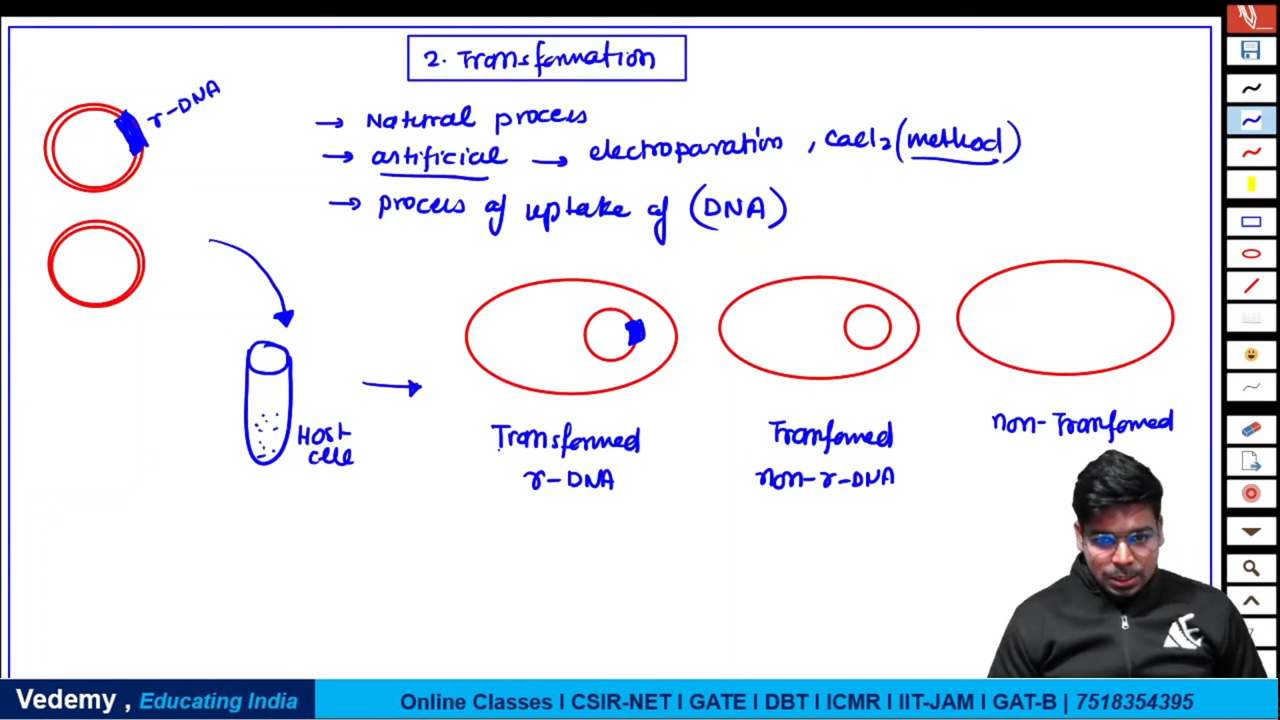 2. Transformation
r-DNA
→ Natural process
→ artificial → electroparation , CaCl2 (method)
→ process of uptake of (DNA)
Host
cell
Transformed
r-DNA
Tranfomed
non-r-DNA
non-Tranfomed
Vedemy , Educating India
Online Classes I CSIR-NET I GATE I DBT I ICMR I IIT-JAM I GAT-B | 7518354395